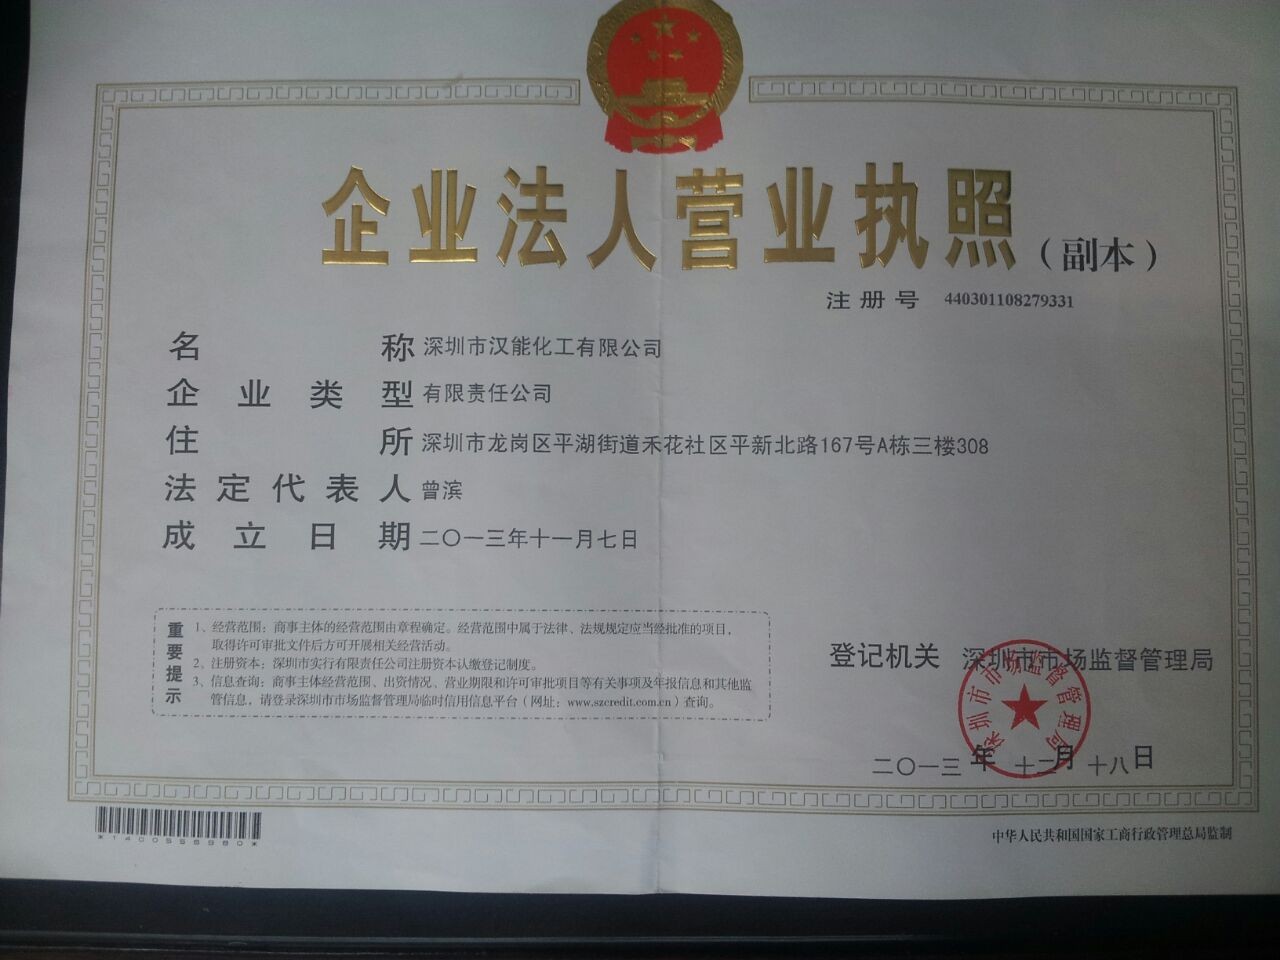 企业法人营业执照（副本）
注册号 440301108279331
名称 深圳市汉能化工有限公司
企业类型 有限责任公司
住所 深圳市龙岗区平湖街道禾花社区平新北路167号A栋三楼308
法定代表人 曾滨
成立日期 二〇一三年十一月七日
重要提示
1、经营范围：商事主体的经营范围由章程确定。经营范围中属于法律、法规规定应当经批准的项目，
取得许可审批文件后方可开展相关经营活动。
2、注册资本：深圳市实行有限责任公司注册资本认缴登记制度。
3、信息查询：商事主体经营范围、出资情况、营业期限和许可审批项目等有关事项及年报信息和其他监
管信息，请登录深圳市市场监督管理局临时信用信息平台（网址：www.szcredit.com.cn）查询。
登记机关 深圳市市场监督管理局
深圳市市场监督管理局
二〇一三年十二月十八日
*1400556980*
中华人民共和国国家工商行政管理总局监制